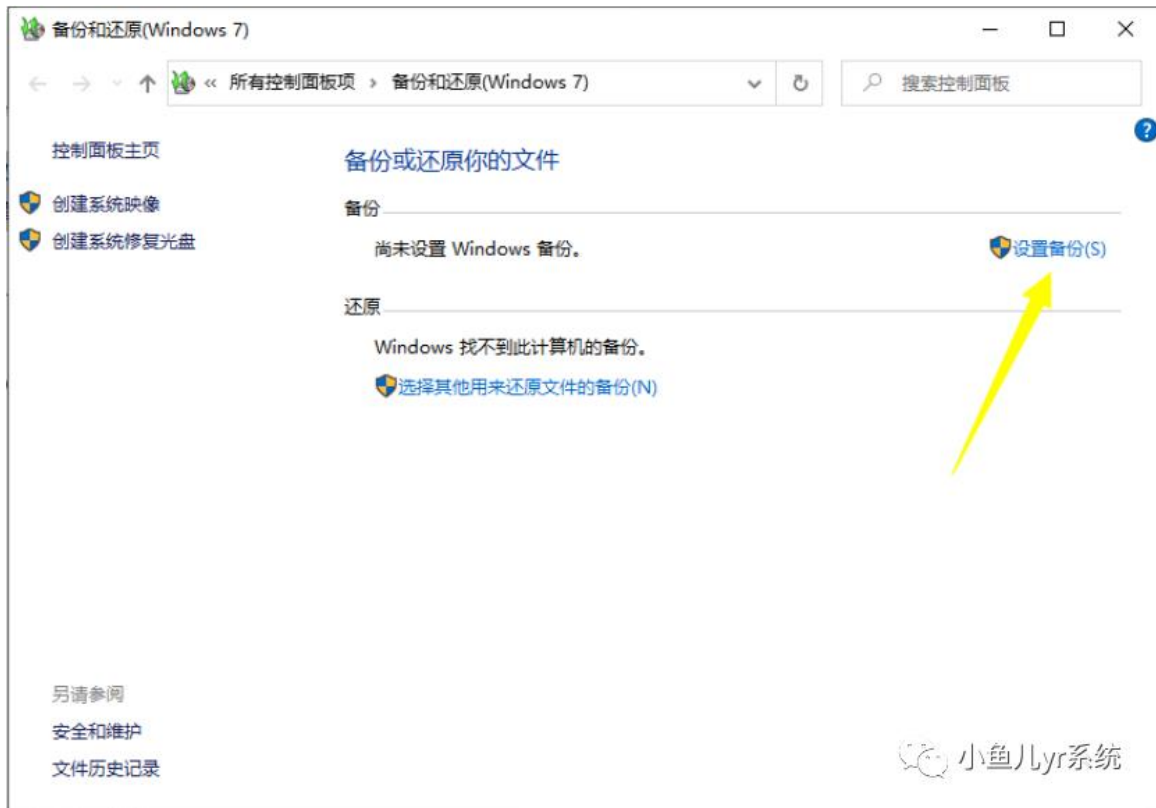 备份和还原(Windows 7)
« 所有控制面板项 › 备份和还原(Windows 7)
搜索控制面板
?
控制面板主页
创建系统映像
创建系统修复光盘
备份或还原你的文件
备份
尚未设置 Windows 备份。
设置备份(S)
还原
Windows 找不到此计算机的备份。
选择其他用来还原文件的备份(N)
另请参阅
安全和维护
文件历史记录
小鱼儿yr系统